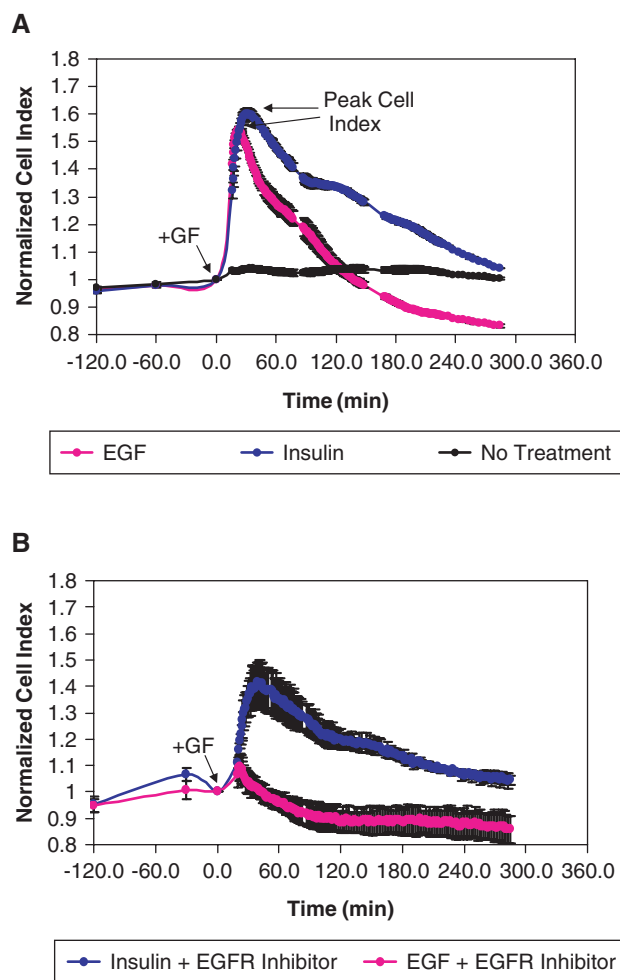 A
Normalized Cell Index
1.8
1.7
1.6
1.5
1.4
1.3
1.2
1.1
1
0.9
0.8
Peak Cell
Index
+GF
-120.0 -60.0 0.0 60.0 120.0 180.0 240.0 300.0 360.0
Time (min)
EGF Insulin No Treatment
B
Normalized Cell Index
1.8
1.7
1.6
1.5
1.4
1.3
1.2
1.1
1
0.9
0.8
+GF
-120.0 -60.0 0.0 60.0 120.0 180.0 240.0 300.0 360.0
Time (min)
Insulin + EGFR Inhibitor EGF + EGFR Inhibitor